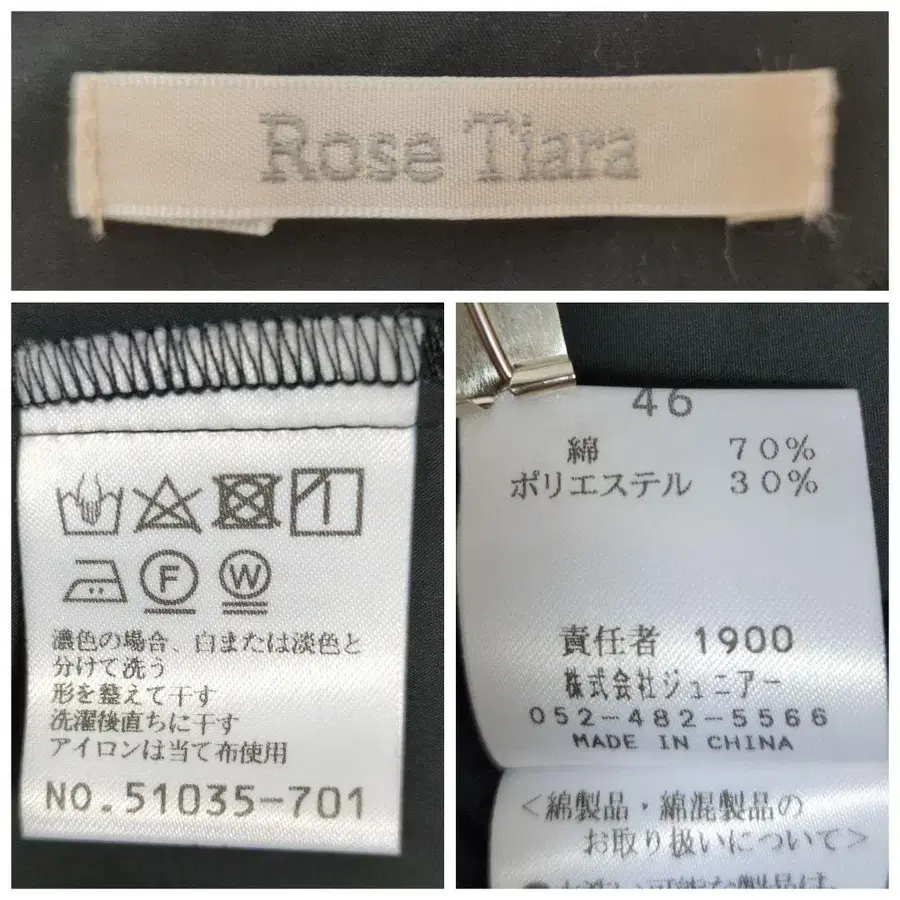 Rose Tiara
F W
濃色の場合、白または淡色と
分けて洗う
形を整えて干す
洗濯後直ちに干す
アイロンは当て布使用
NO.51035-701
46
綿 70%
ポリエステル 30%
責任者 1900
株式会社ジュニアー
052-482-5566
MADE IN CHINA
<綿製品・綿混製品の
お取り扱いについて>